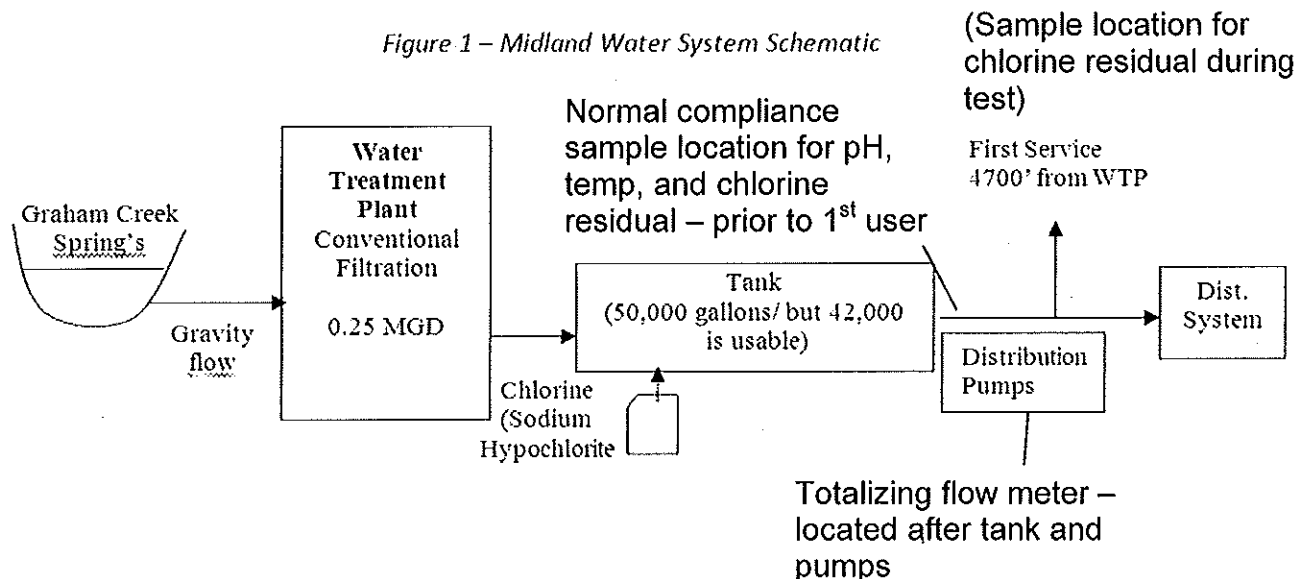 Figure 1 – Midland Water System Schematic
(Sample location for
chlorine residual during
test)
Normal compliance
sample location for pH,
temp, and chlorine
residual – prior to 1st user
First Service
4700' from WTP
Graham Creek
Spring's
Gravity
flow
Water
Treatment
Plant
Conventional
Filtration
0.25 MGD
Chlorine
(Sodium
Hypochlorite
Tank
(50,000 gallons/ but 42,000
is usable)
Distribution
Pumps
Dist.
System
Totalizing flow meter –
located after tank and
pumps